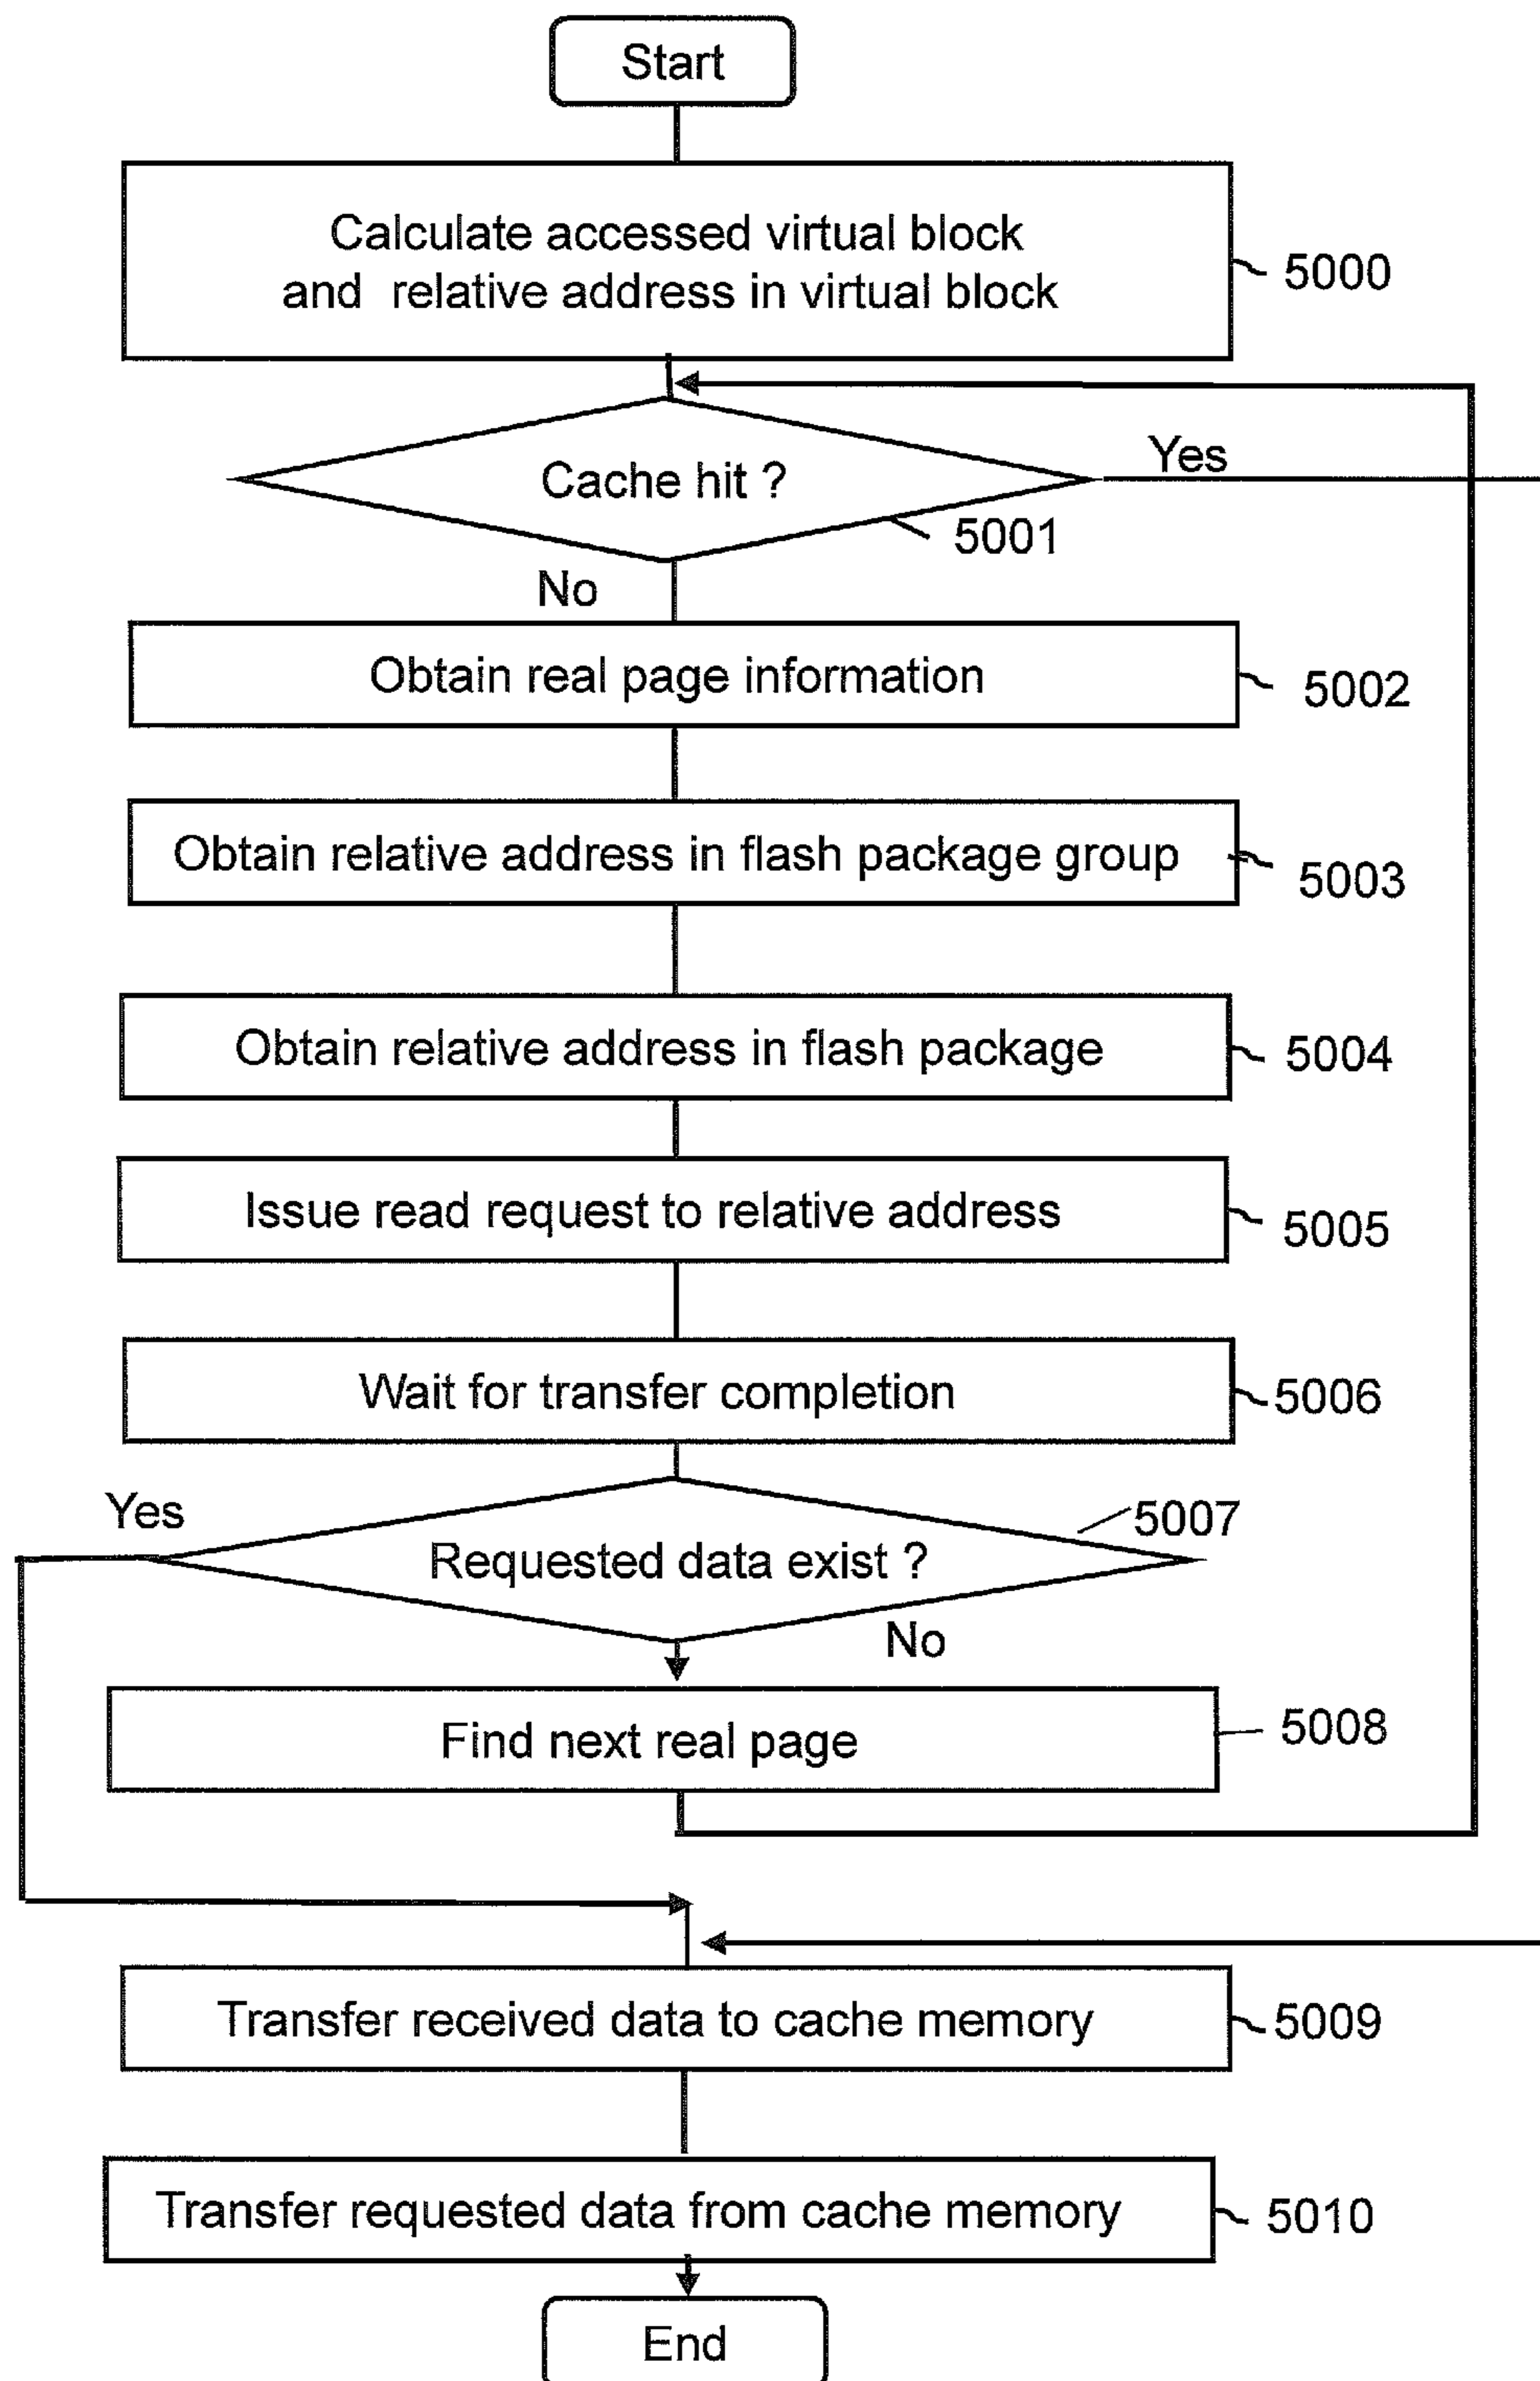 Start
Calculate accessed virtual block
and relative address in virtual block
5000
Cache hit ?
Yes
5001
No
Obtain real page information
5002
Obtain relative address in flash package group
5003
Obtain relative address in flash package
5004
Issue read request to relative address
5005
Wait for transfer completion
5006
Yes
5007
Requested data exist ?
No
Find next real page
5008
Transfer received data to cache memory
5009
Transfer requested data from cache memory
5010
End